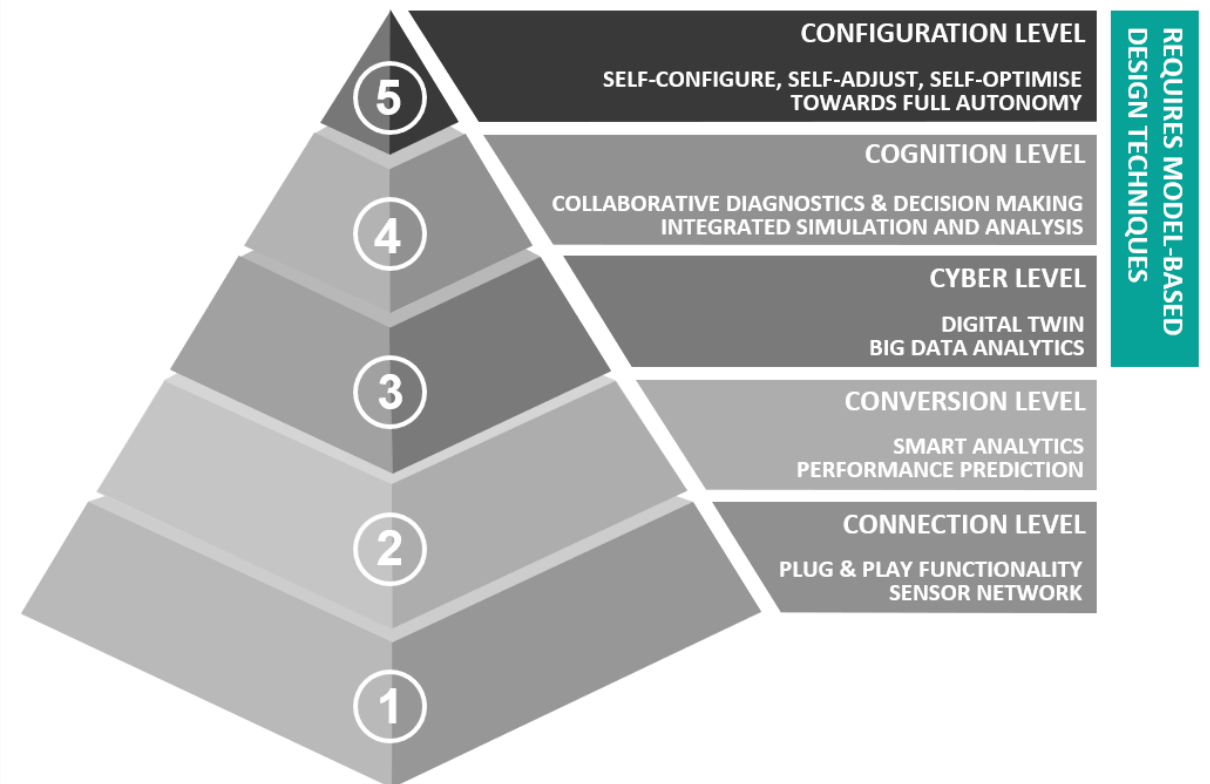 5
CONFIGURATION LEVEL
SELF-CONFIGURE, SELF-ADJUST, SELF-OPTIMISE
TOWARDS FULL AUTONOMY
4
COGNITION LEVEL
COLLABORATIVE DIAGNOSTICS & DECISION MAKING
INTEGRATED SIMULATION AND ANALYSIS
3
CYBER LEVEL
DIGITAL TWIN
BIG DATA ANALYTICS
2
CONVERSION LEVEL
SMART ANALYTICS
PERFORMANCE PREDICTION
1
CONNECTION LEVEL
PLUG & PLAY FUNCTIONALITY
SENSOR NETWORK
REQUIRES MODEL-BASED
DESIGN TECHNIQUES